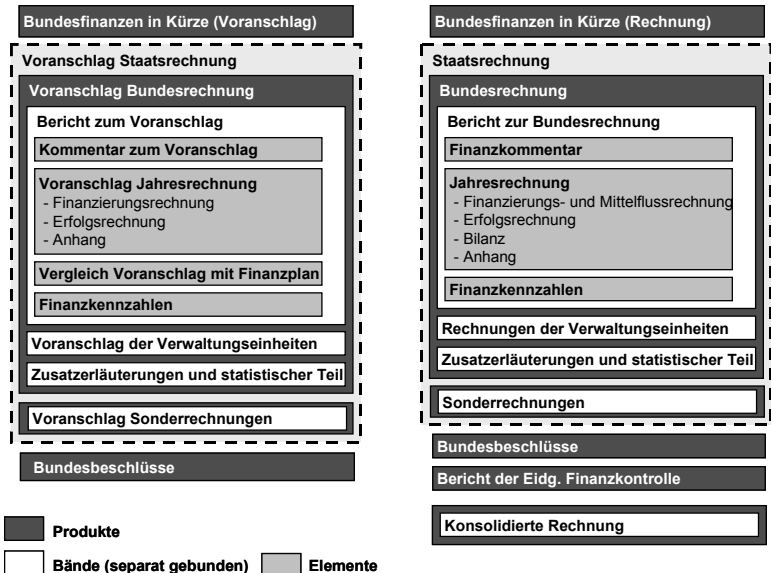 Bundesfinanzen in Kürze (Voranschlag)
Voranschlag Staatsrechnung
Voranschlag Bundesrechnung
Bericht zum Voranschlag
Kommentar zum Voranschlag
Voranschlag Jahresrechnung
- Finanzierungsrechnung
- Erfolgsrechnung
- Anhang
Vergleich Voranschlag mit Finanzplan
Finanzkennzahlen
Voranschlag der Verwaltungseinheiten
Zusatzerläuterungen und statistischer Teil
Voranschlag Sonderrechnungen
Bundesbeschlüsse
Bundesfinanzen in Kürze (Rechnung)
Staatsrechnung
Bundesrechnung
Bericht zur Bundesrechnung
Finanzkommentar
Jahresrechnung
- Finanzierungs- und Mittelflussrechnung
- Erfolgsrechnung
- Bilanz
- Anhang
Finanzkennzahlen
Rechnungen der Verwaltungseinheiten
Zusatzerläuterungen und statistischer Teil
Sonderrechnungen
Bundesbeschlüsse
Bericht der Eidg. Finanzkontrolle
Konsolidierte Rechnung
Produkte
Bände (separat gebunden) Elemente